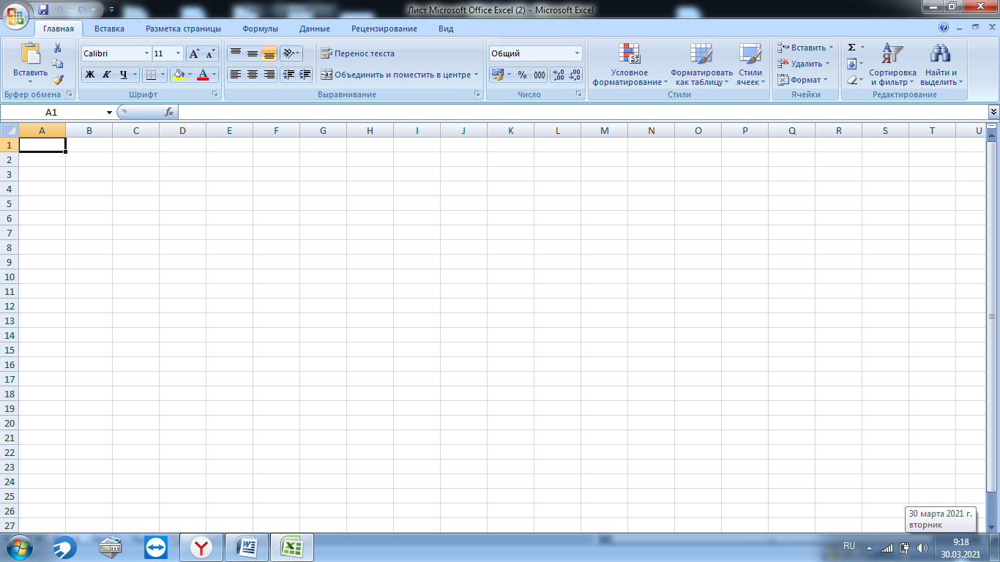 Лист Microsoft Office Excel (2) - Microsoft Excel
Главная Вставка Разметка страницы Формулы Данные Рецензирование Вид
Calibri 11 Перенос текста Общий Вставить Σ
Вставить Условное форматирование Форматировать как таблицу Стили ячеек Удалить Сортировка и фильтр Найти и выделить
Ж К Ч Объединить и поместить в центре % 000 Формат
Буфер обмена Шрифт Выравнивание Число Стили Ячейки Редактирование
A1 fx
A B C D E F G H I J K L M N O P Q R S T U
1
2
3
4
5
6
7
8
9
10
11
12
13
14
15
16
17
18
19
20
21
22
23
24
25
26
27
30 марта 2021 г.
вторник
RU 9:18
30.03.2021